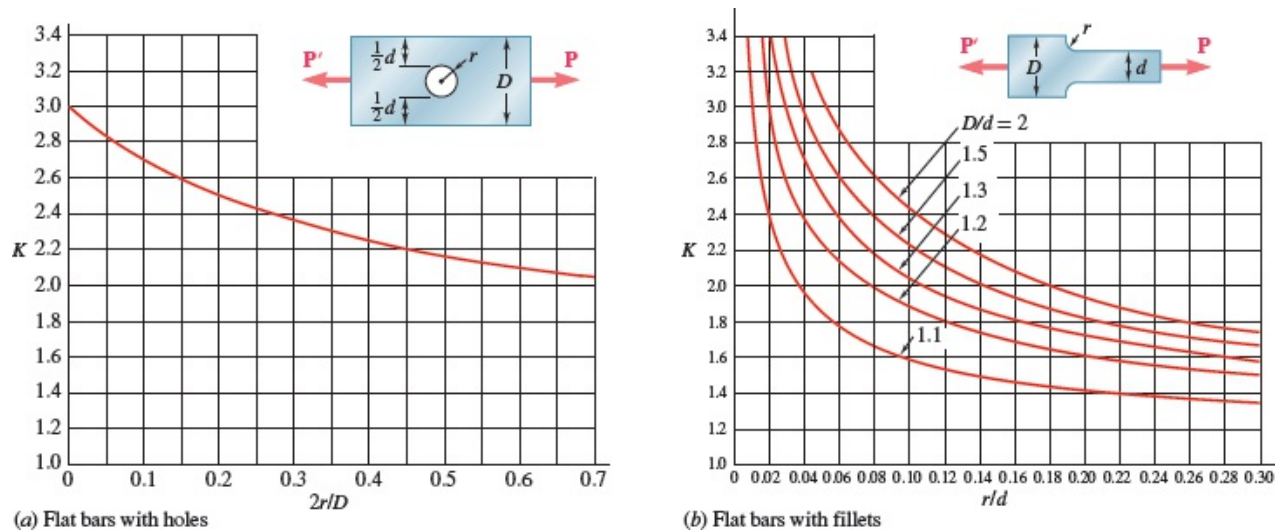 3.4
3.2
3.0
2.8
2.6
2.4
K 2.2
2.0
1.8
1.6
1.4
1.2
1.0
0 0.1 0.2 0.3 0.4 0.5 0.6 0.7
2r/D
P′ 1/2 d r D P
1/2 d
(a) Flat bars with holes
3.4
3.2
3.0
2.8
2.6
2.4
K 2.2
2.0
1.8
1.6
1.4
1.2
1.0
0 0.02 0.04 0.06 0.08 0.10 0.12 0.14 0.16 0.18 0.20 0.22 0.24 0.26 0.28 0.30
r/d
P′ D r d P
D/d = 2
1.5
1.3
1.2
1.1
(b) Flat bars with fillets